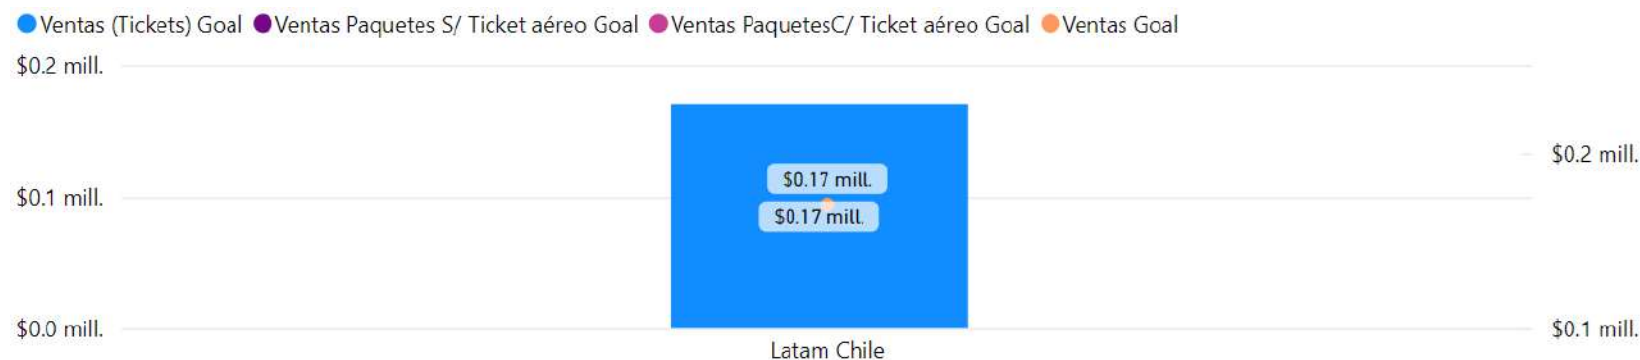 Ventas (Tickets) Goal Ventas Paquetes S/ Ticket aéreo Goal Ventas PaquetesC/ Ticket aéreo Goal Ventas Goal
$0.2 mill.
$0.2 mill.
$0.17 mill.
$0.1 mill.
$0.17 mill.
$0.0 mill.
$0.1 mill.
Latam Chile